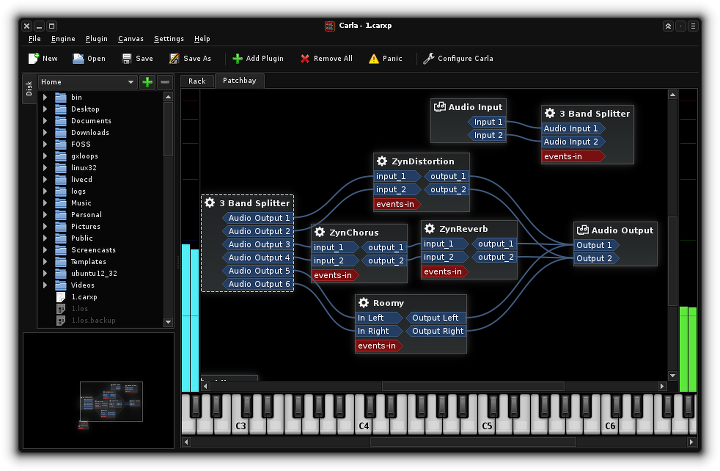 Carla - 1.carxp
File Engine Plugin Canvas Settings Help
New Open Save Save As Add Plugin Remove All Panic Configure Carla
Disk
Home
bin
Desktop
Documents
Downloads
FOSS
gxloops
linux32
livecd
logs
Music
Personal
Pictures
Public
Screencasts
Templates
ubuntu12_32
Videos
1.carxp
1.los
1.los.backup
Rack Patchbay
Audio Input
Input 1
Input 2
3 Band Splitter
Audio Input 1
Audio Input 2
events-in
ZynDistortion
input_1 output_1
input_2 output_2
events-in
3 Band Splitter
Audio Output 1
Audio Output 2
Audio Output 3
Audio Output 4
Audio Output 5
Audio Output 6
ZynChorus
input_1 output_1
input_2 output_2
events-in
ZynReverb
input_1 output_1
input_2 output_2
events-in
Audio Output
Output 1
Output 2
Roomy
In Left Output Left
In Right Output Right
events-in
C3 C4 C5 C6